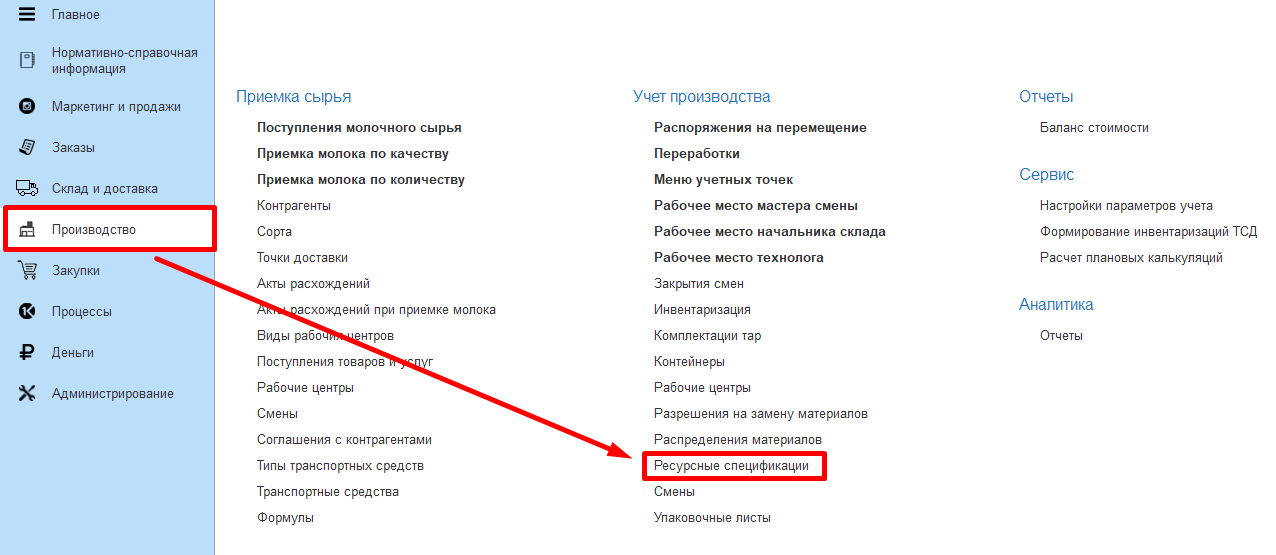 Главное
Нормативно-справочная
информация
Маркетинг и продажи
Заказы
Склад и доставка
Производство
Закупки
Процессы
Деньги
Администрирование
Приемка сырья
Поступления молочного сырья
Приемка молока по качеству
Приемка молока по количеству
Контрагенты
Сорта
Точки доставки
Акты расхождений
Акты расхождений при приемке молока
Виды рабочих центров
Поступления товаров и услуг
Рабочие центры
Смены
Соглашения с контрагентами
Типы транспортных средств
Транспортные средства
Формулы
Учет производства
Распоряжения на перемещение
Переработки
Меню учетных точек
Рабочее место мастера смены
Рабочее место начальника склада
Рабочее место технолога
Закрытия смен
Инвентаризация
Комплектации тар
Контейнеры
Рабочие центры
Разрешения на замену материалов
Распределения материалов
Ресурсные спецификации
Смены
Упаковочные листы
Отчеты
Баланс стоимости
Сервис
Настройки параметров учета
Формирование инвентаризаций ТСД
Расчет плановых калькуляций
Аналитика
Отчеты